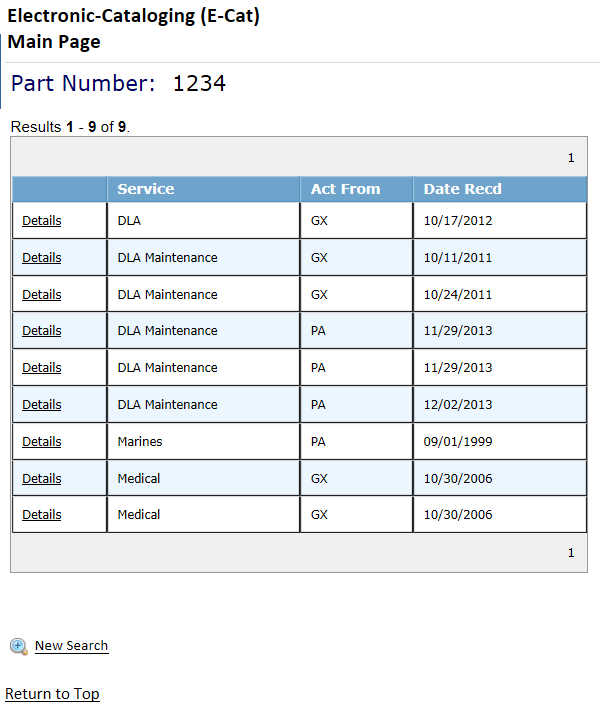 Electronic-Cataloging (E-Cat)
Main Page
Part Number: 1234
Results 1 - 9 of 9.
1
Service Act From Date Recd
Details DLA GX 10/17/2012
Details DLA Maintenance GX 10/11/2011
Details DLA Maintenance GX 10/24/2011
Details DLA Maintenance PA 11/29/2013
Details DLA Maintenance PA 11/29/2013
Details DLA Maintenance PA 12/02/2013
Details Marines PA 09/01/1999
Details Medical GX 10/30/2006
Details Medical GX 10/30/2006
1
New Search
Return to Top